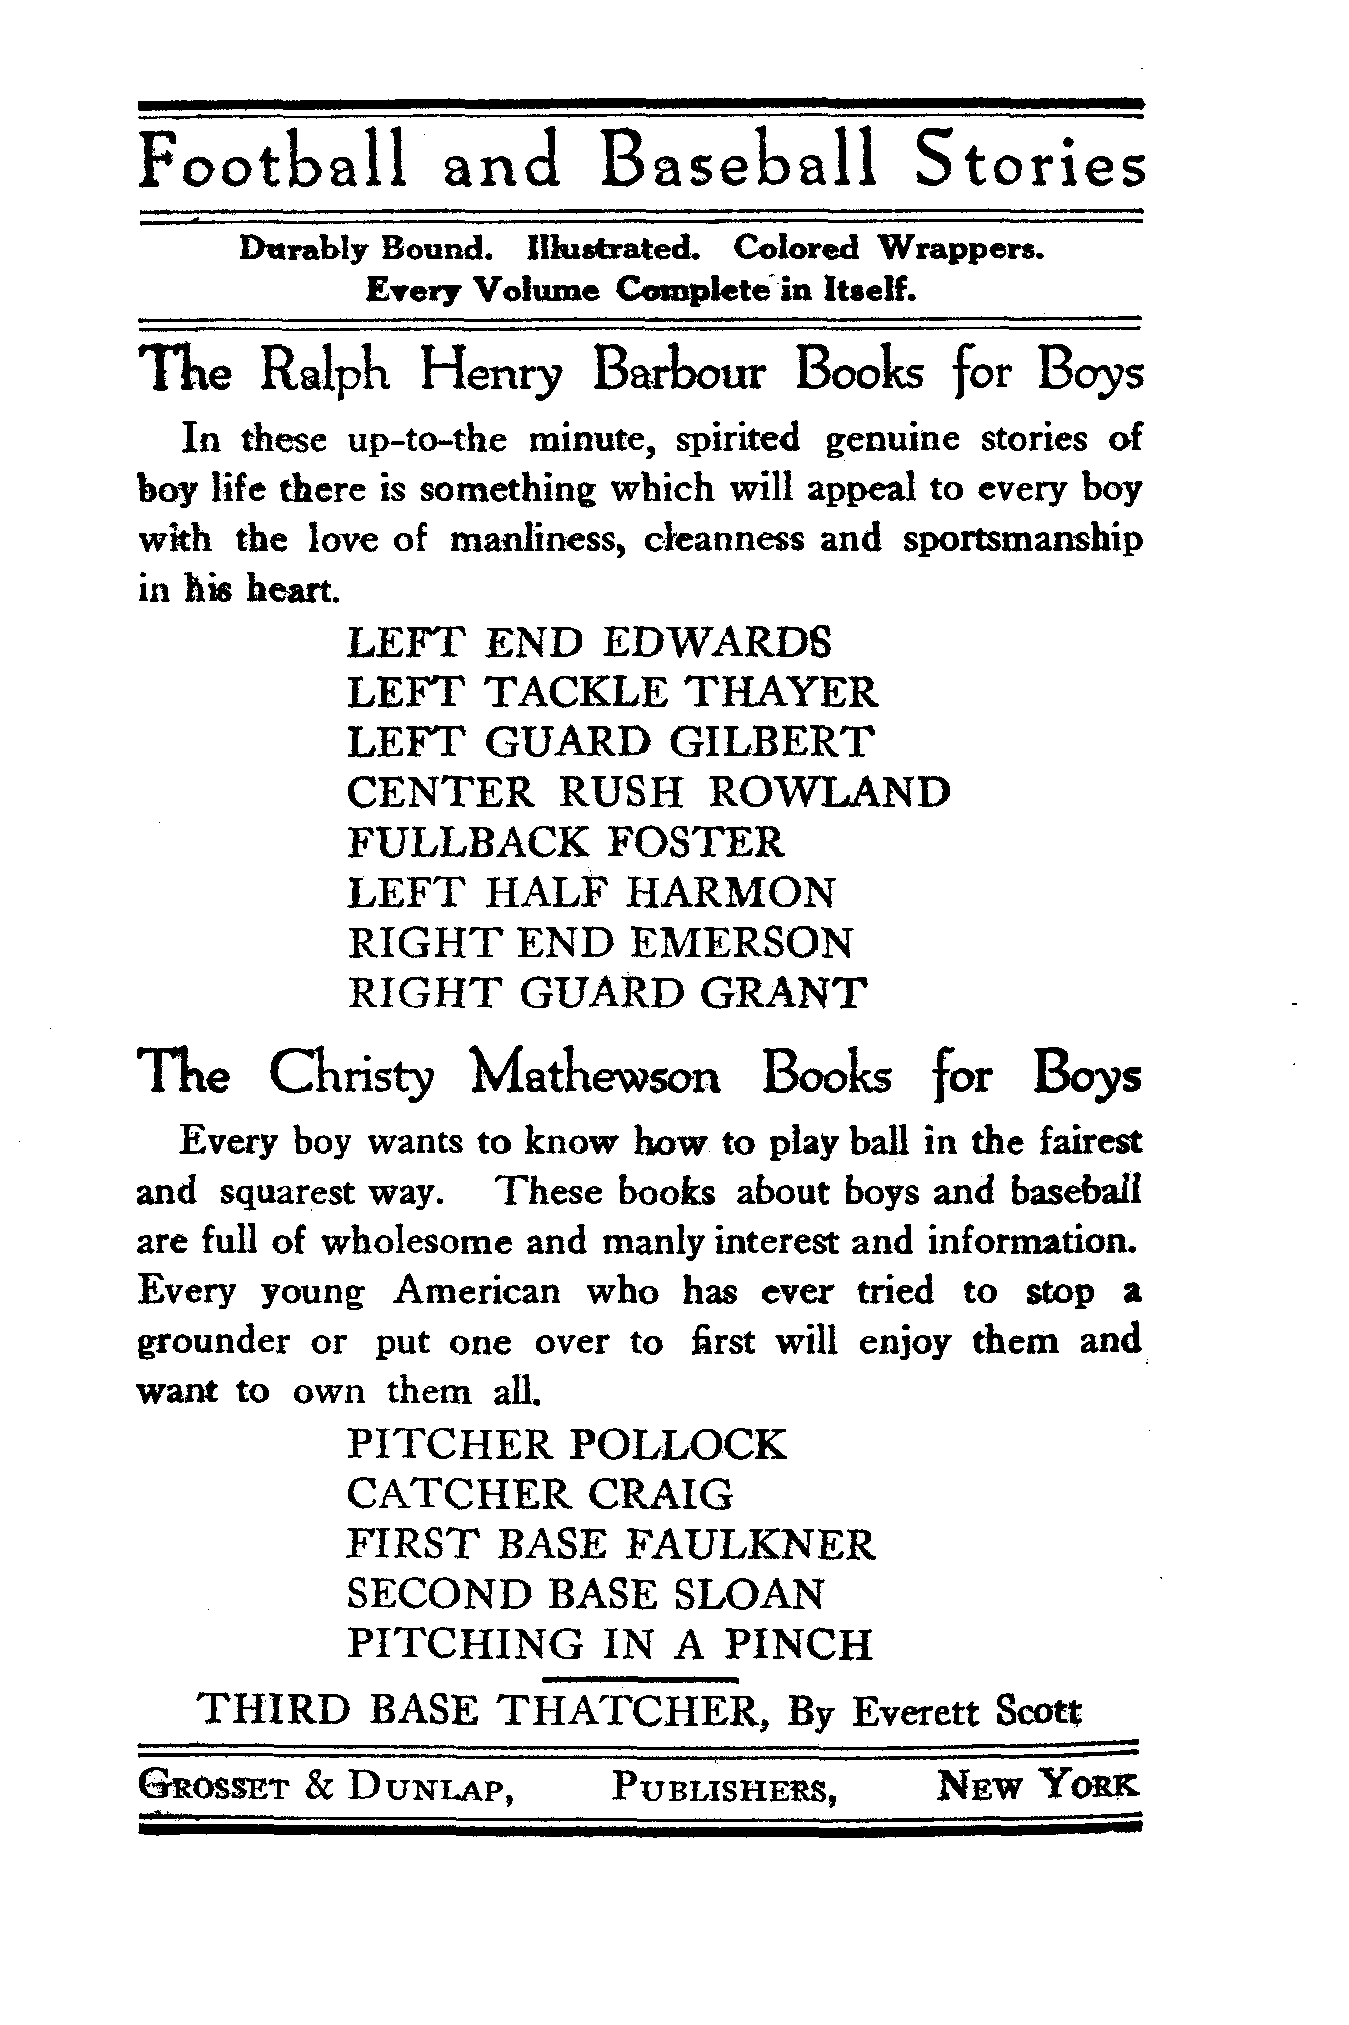 Football and Baseball Stories
Durably Bound. Illustrated. Colored Wrappers.
Every Volume Complete in Itself.
The Ralph Henry Barbour Books for Boys
In these up-to-the minute, spirited genuine stories of
boy life there is something which will appeal to every boy
with the love of manliness, cleanness and sportsmanship
in his heart.
LEFT END EDWARDS
LEFT TACKLE THAYER
LEFT GUARD GILBERT
CENTER RUSH ROWLAND
FULLBACK FOSTER
LEFT HALF HARMON
RIGHT END EMERSON
RIGHT GUARD GRANT
The Christy Mathewson Books for Boys
Every boy wants to know how to play ball in the fairest
and squarest way. These books about boys and baseball
are full of wholesome and manly interest and information.
Every young American who has ever tried to stop a
grounder or put one over to first will enjoy them and
want to own them all.
PITCHER POLLOCK
CATCHER CRAIG
FIRST BASE FAULKNER
SECOND BASE SLOAN
PITCHING IN A PINCH
THIRD BASE THATCHER, By Everett Scott
GROSSET & DUNLAP, PUBLISHERS, NEW YORK